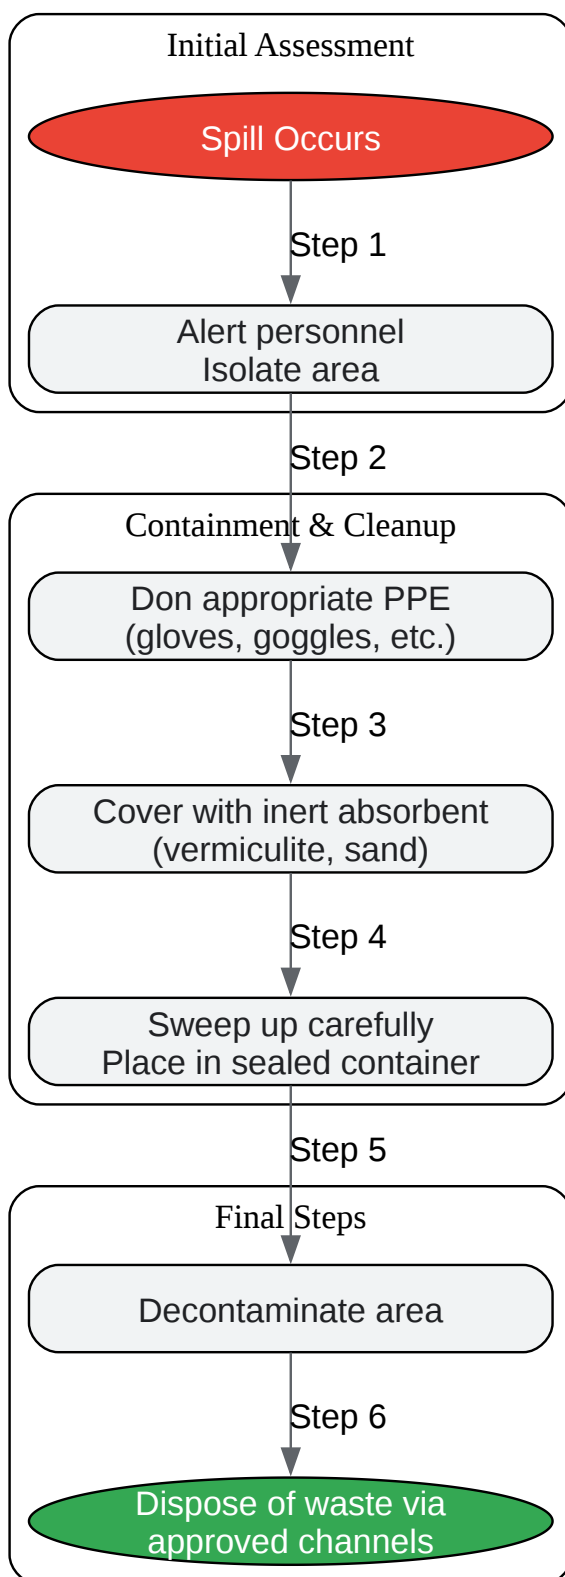 Initial Assessment
Spill Occurs
Step 1
Alert personnel
Isolate area
Step 2
Containment & Cleanup
Don appropriate PPE
(gloves, goggles, etc.)
Step 3
Cover with inert absorbent
(vermiculite, sand)
Step 4
Sweep up carefully
Place in sealed container
Step 5
Final Steps
Decontaminate area
Step 6
Dispose of waste via
approved channels